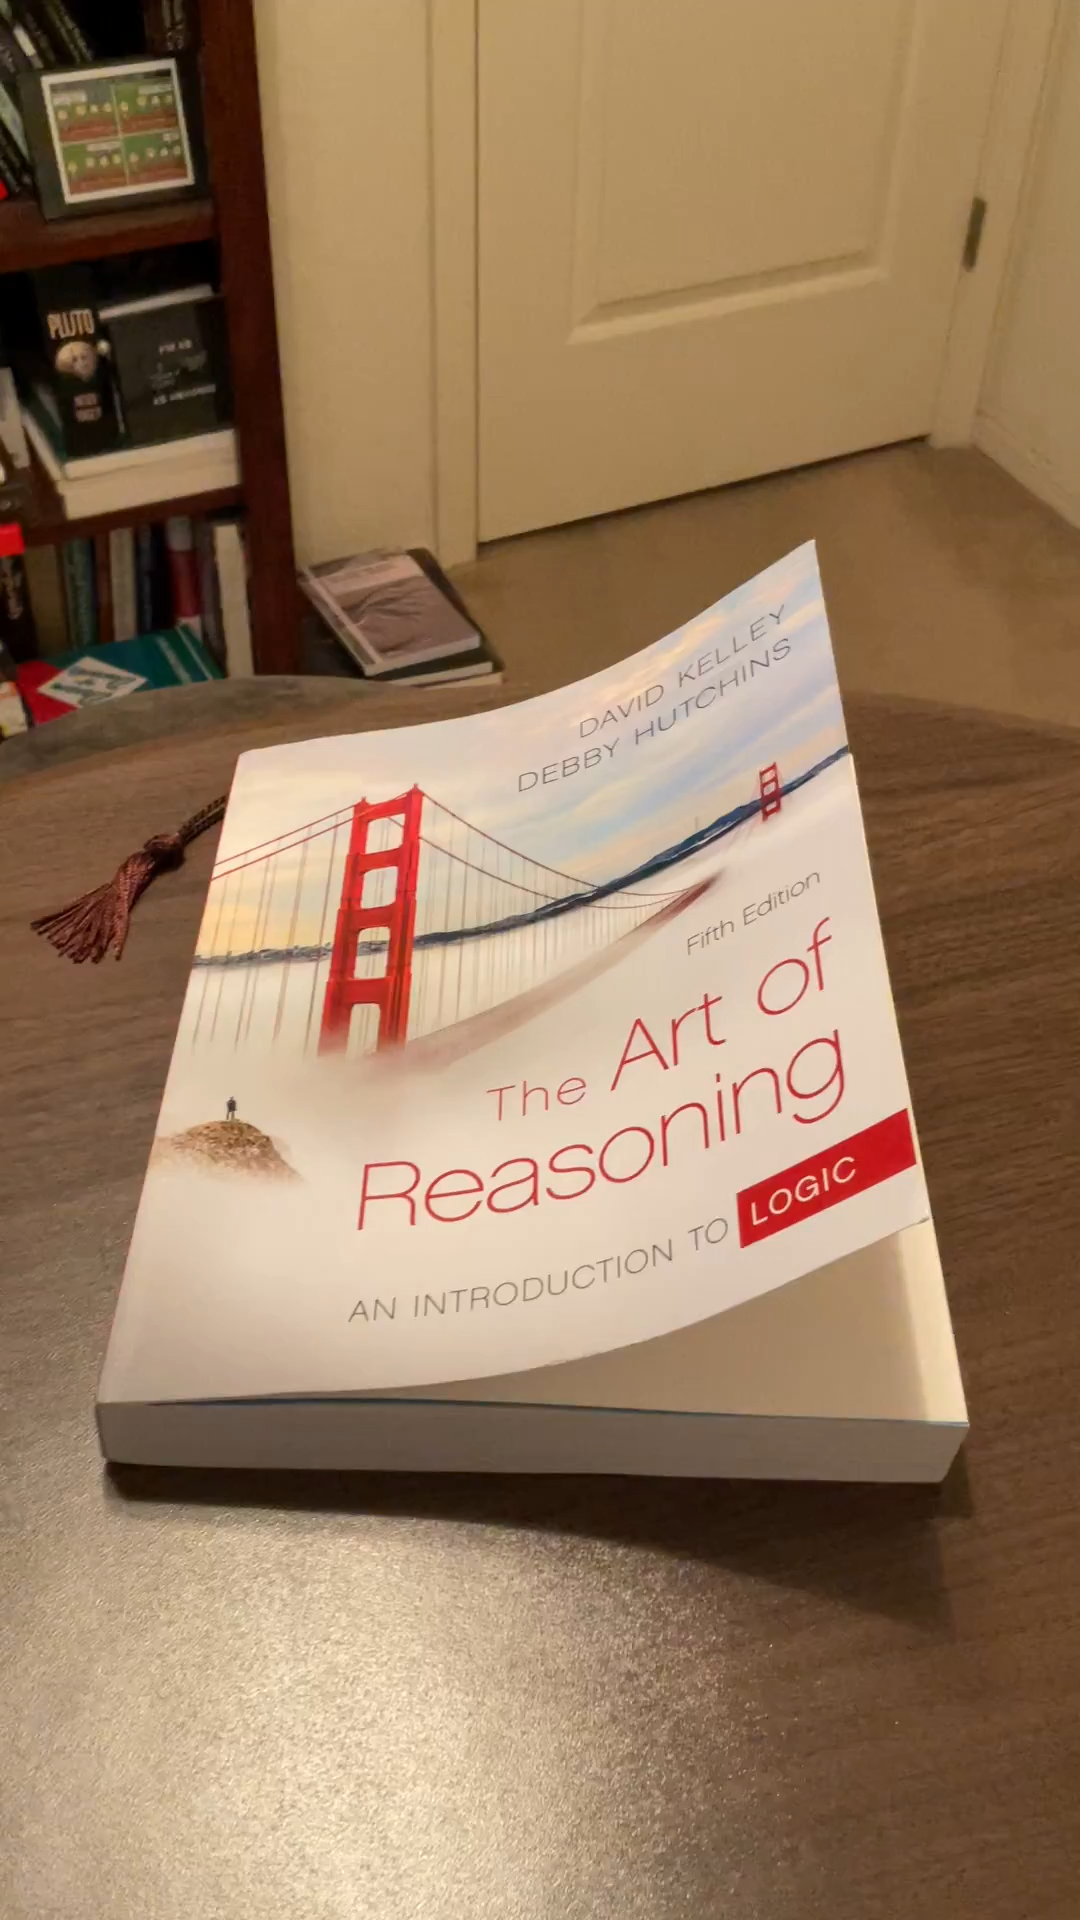 PLUTO
DAVID KELLEY
DEBBY HUTCHINS
Fifth Edition
The Art of
Reasoning
AN INTRODUCTION TO LOGIC